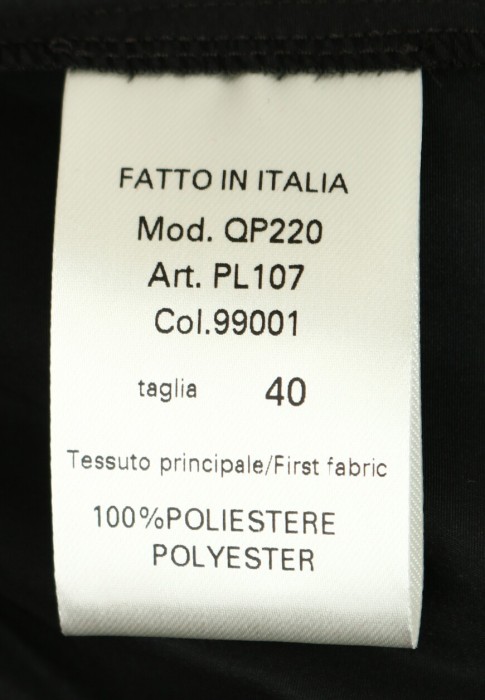 FATTO IN ITALIA
Mod. QP220
Art. PL107
Col.99001
taglia 40
Tessuto principale/First fabric
100%POLIESTERE
POLYESTER